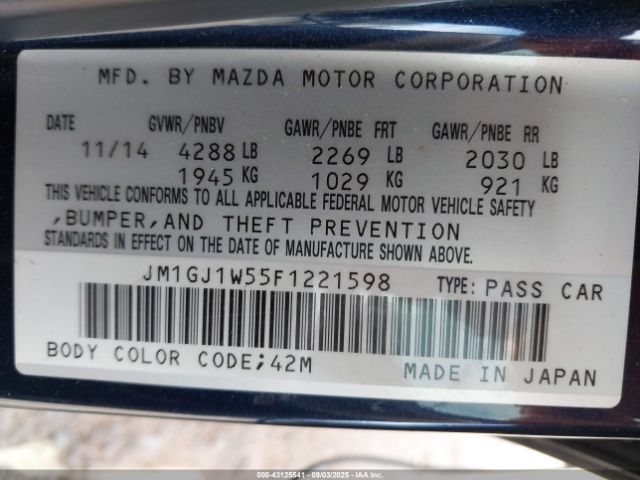 MFD. BY MAZDA MOTOR CORPORATION
DATE GVWR/PNBV GAWR/PNBE FRT GAWR/PNBE RR
11/14 4288 LB 2269 LB 2030 LB
1945 KG 1029 KG 921 KG
THIS VEHICLE CONFORMS TO ALL APPLICABLE FEDERAL MOTOR VEHICLE SAFETY
,BUMPER,AND THEFT PREVENTION
STANDARDS IN EFFECT ON THE DATE OF MANUFACTURE SHOWN ABOVE.
JM1GJ1W55F1221598 TYPE: PASS CAR
BODY COLOR CODE;42M MADE IN JAPAN
000-43125541 - 09/03/2025 - IAAI.COM